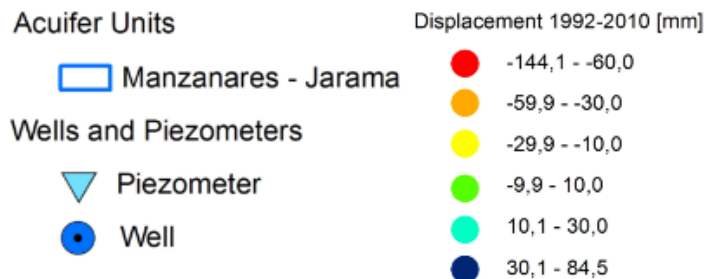 Acuifer Units
Manzanares - Jarama
Wells and Piezometers
Piezometer
Well
Displacement 1992-2010 [mm]
-144,1 - -60,0
-59,9 - -30,0
-29,9 - -10,0
-9,9 - 10,0
10,1 - 30,0
30,1 - 84,5